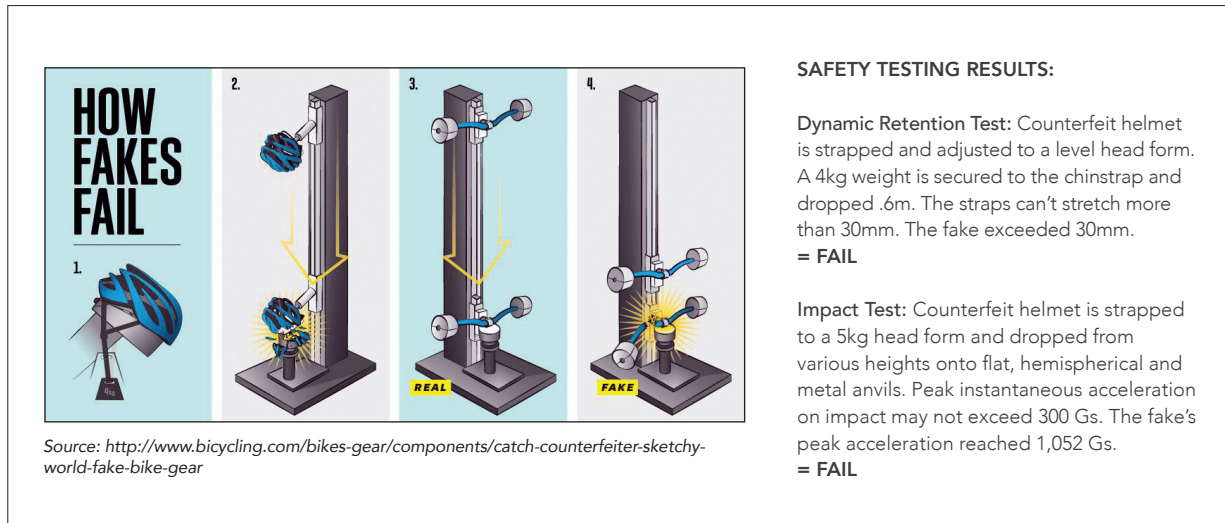 HOW
FAKES
FAIL
1.
4KG
2.
3.
REAL
4.
FAKE
Source: http://www.bicycling.com/bikes-gear/components/catch-counterfeiter-sketchy-
world-fake-bike-gear
SAFETY TESTING RESULTS:
Dynamic Retention Test: Counterfeit helmet
is strapped and adjusted to a level head form.
A 4kg weight is secured to the chinstrap and
dropped .6m. The straps can’t stretch more
than 30mm. The fake exceeded 30mm.
= FAIL
Impact Test: Counterfeit helmet is strapped
to a 5kg head form and dropped from
various heights onto flat, hemispherical and
metal anvils. Peak instantaneous acceleration
on impact may not exceed 300 Gs. The fake’s
peak acceleration reached 1,052 Gs.
= FAIL